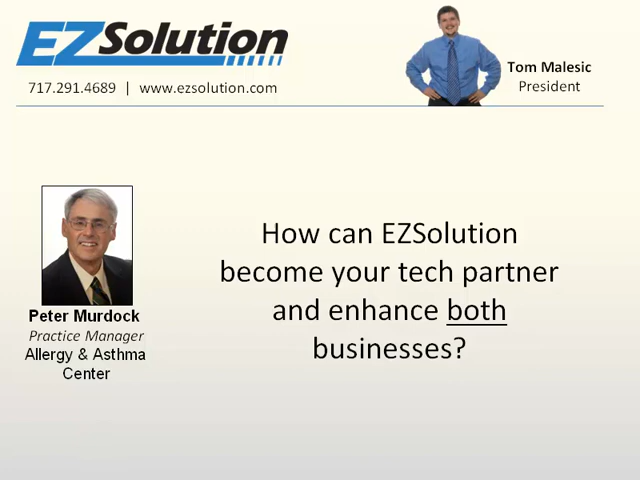 EZSolution
717.291.4689 | www.ezsolution.com
Tom Malesic
President
Peter Murdock
Practice Manager
Allergy & Asthma
Center
How can EZSolution
become your tech partner
and enhance both
businesses?